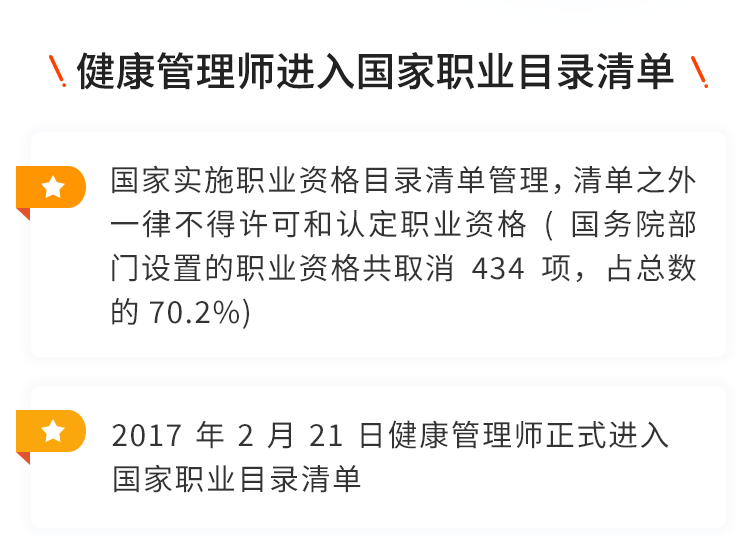 健康管理师进入国家职业目录清单
国家实施职业资格目录清单管理，清单之外
一律不得许可和认定职业资格 ( 国务院部
门设置的职业资格共取消 434 项，占总数
的 70.2%)
2017 年 2 月 21 日健康管理师正式进入
国家职业目录清单